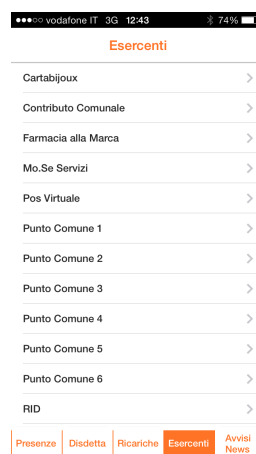 vodafone IT 3G 12:43 74%
Esercenti
Cartabijoux
Contributo Comunale
Farmacia alla Marca
Mo.Se Servizi
Pos Virtuale
Punto Comune 1
Punto Comune 2
Punto Comune 3
Punto Comune 4
Punto Comune 5
Punto Comune 6
RID
Presenze Disdetta Ricariche Esercenti Avvisi
News